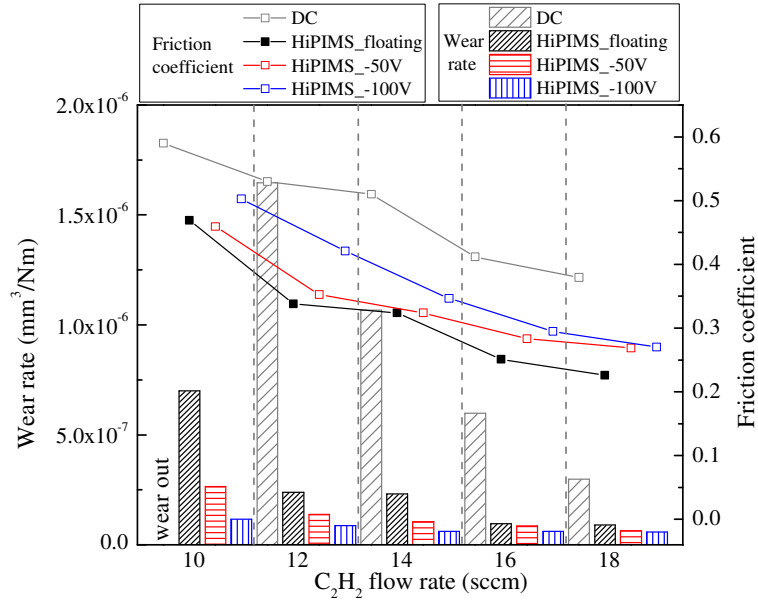 DC
HiPIMS_floating
HiPIMS_-50V
HiPIMS_-100V
Friction
coefficient
DC
HiPIMS_floating
HiPIMS_-50V
HiPIMS_-100V
Wear
rate
2.0x10⁻⁶
1.5x10⁻⁶
1.0x10⁻⁶
5.0x10⁻⁷
0.0
Wear rate (mm³/Nm)
0.6
0.5
0.4
0.3
0.2
0.1
0.0
Friction coefficient
wear out
10 12 14 16 18
C₂H₂ flow rate (sccm)